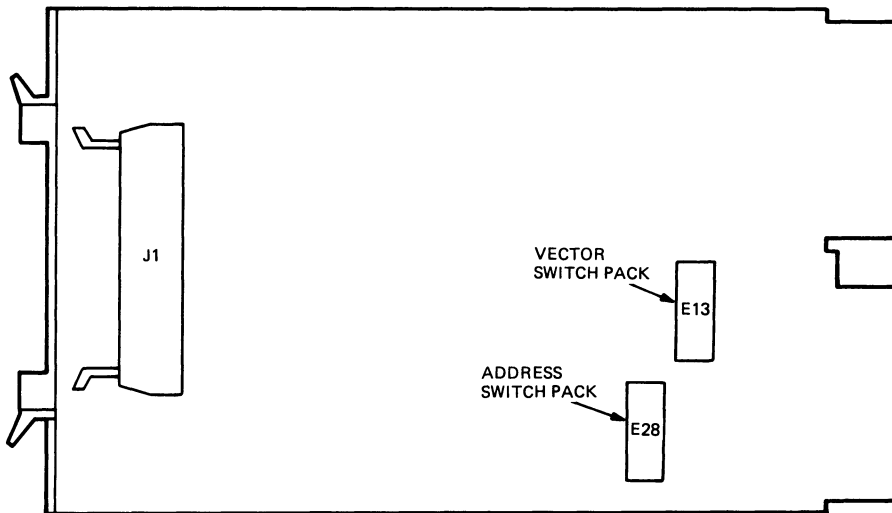 J1
VECTOR
SWITCH PACK
E13
ADDRESS
SWITCH PACK
E28